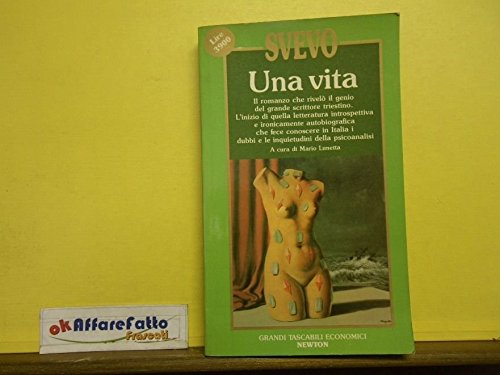 Lire
3900
SVEVO
Una vita
Il romanzo che rivelò il genio
del grande scrittore triestino.
L'inizio di quella letteratura introspettiva
e ironicamente autobiografica
che fece conoscere in Italia i
dubbi e le inquietudini della psicoanalisi
A cura di Mario Lunetta
GRANDI TASCABILI ECONOMICI
NEWTON
okAffareFatto
Frascati